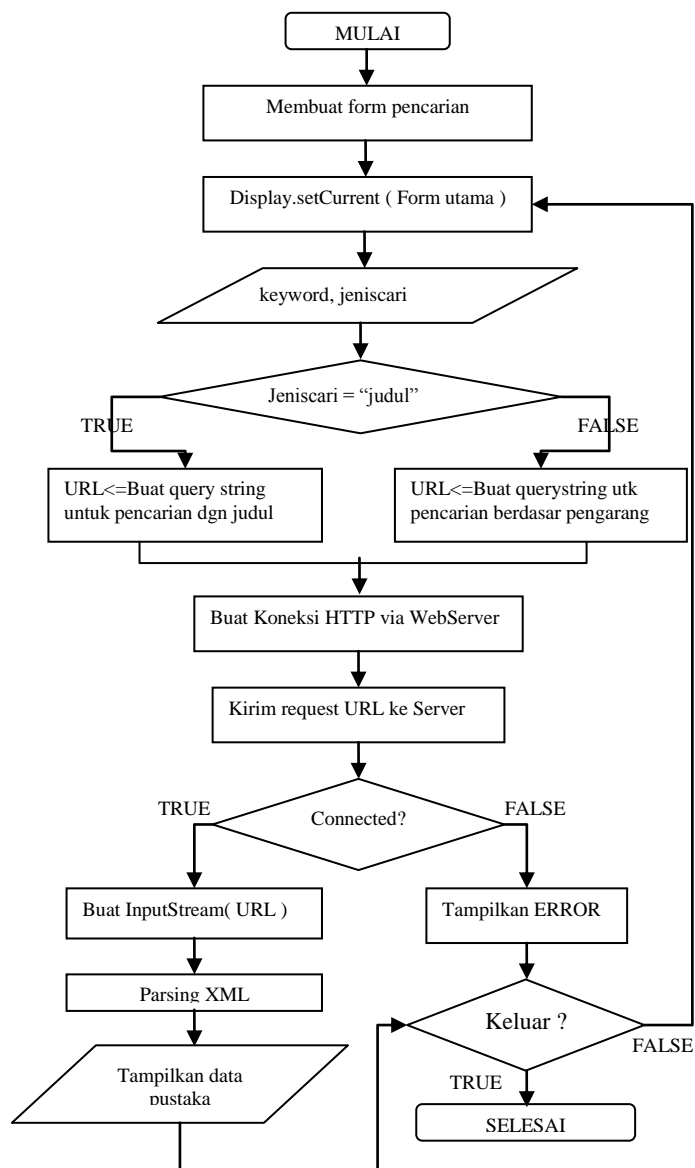 MULAI
Membuat form pencarian
Display.setCurrent ( Form utama )
keyword, jeniscari
Jeniscari = “judul”
TRUE
FALSE
URL<=Buat query string
untuk pencarian dgn judul
URL<=Buat querystring utk
pencarian berdasar pengarang
Buat Koneksi HTTP via WebServer
Kirim request URL ke Server
TRUE
FALSE
Connected?
Buat InputStream( URL )
Tampilkan ERROR
Parsing XML
Keluar ?
FALSE
Tampilkan data
pustaka
TRUE
SELESAI